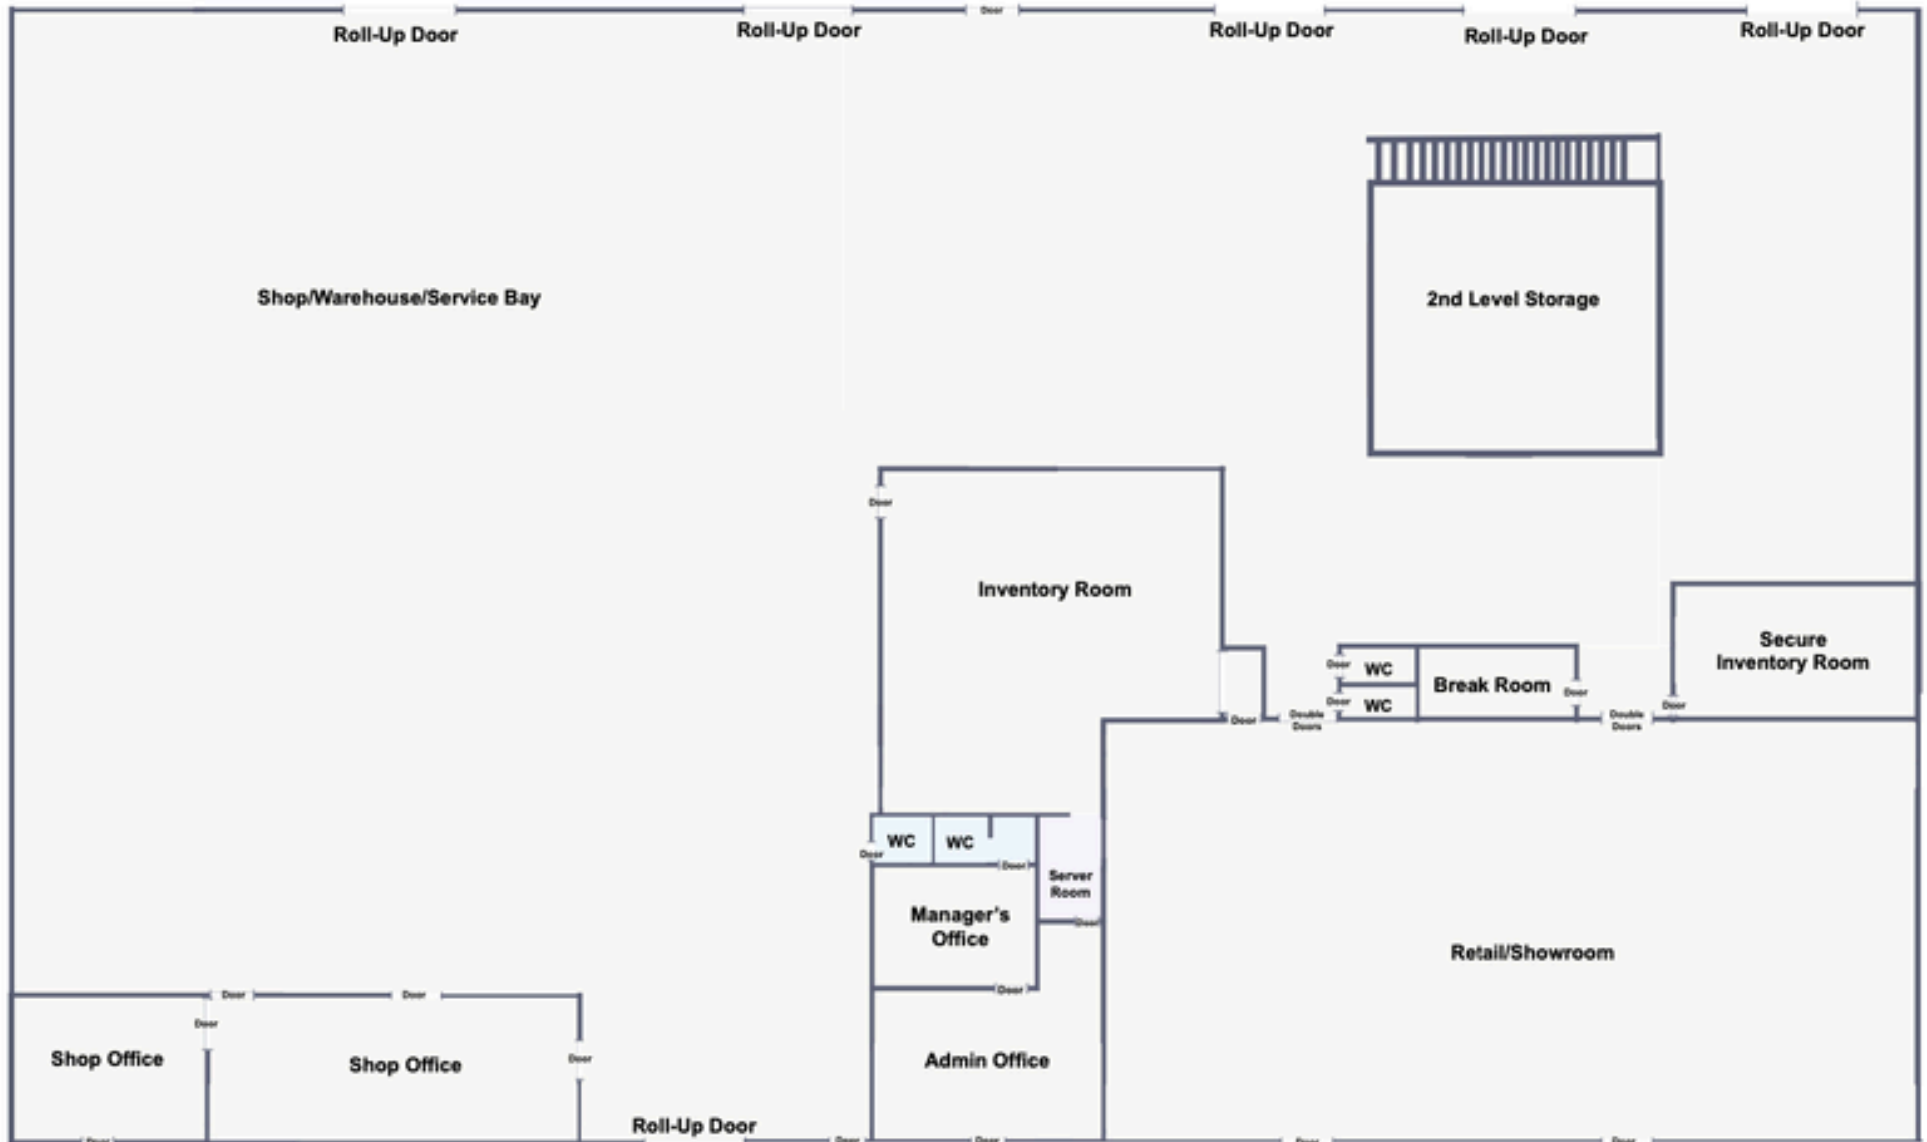 Door
Roll-Up Door
Roll-Up Door
Roll-Up Door
Roll-Up Door
Roll-Up Door
Shop/Warehouse/Service Bay
2nd Level Storage
Door
Inventory Room
Secure
Inventory Room
Door
WC
Break Room
Door
Door
WC
Door
Door
Double
Doors
Double
Doors
WC
WC
Door
Door
Server
Room
Manager's
Office
Door
Retail/Showroom
Door
Door
Door
Door
Shop Office
Shop Office
Door
Admin Office
Roll-Up Door
Door
Door
Door
Door
Door